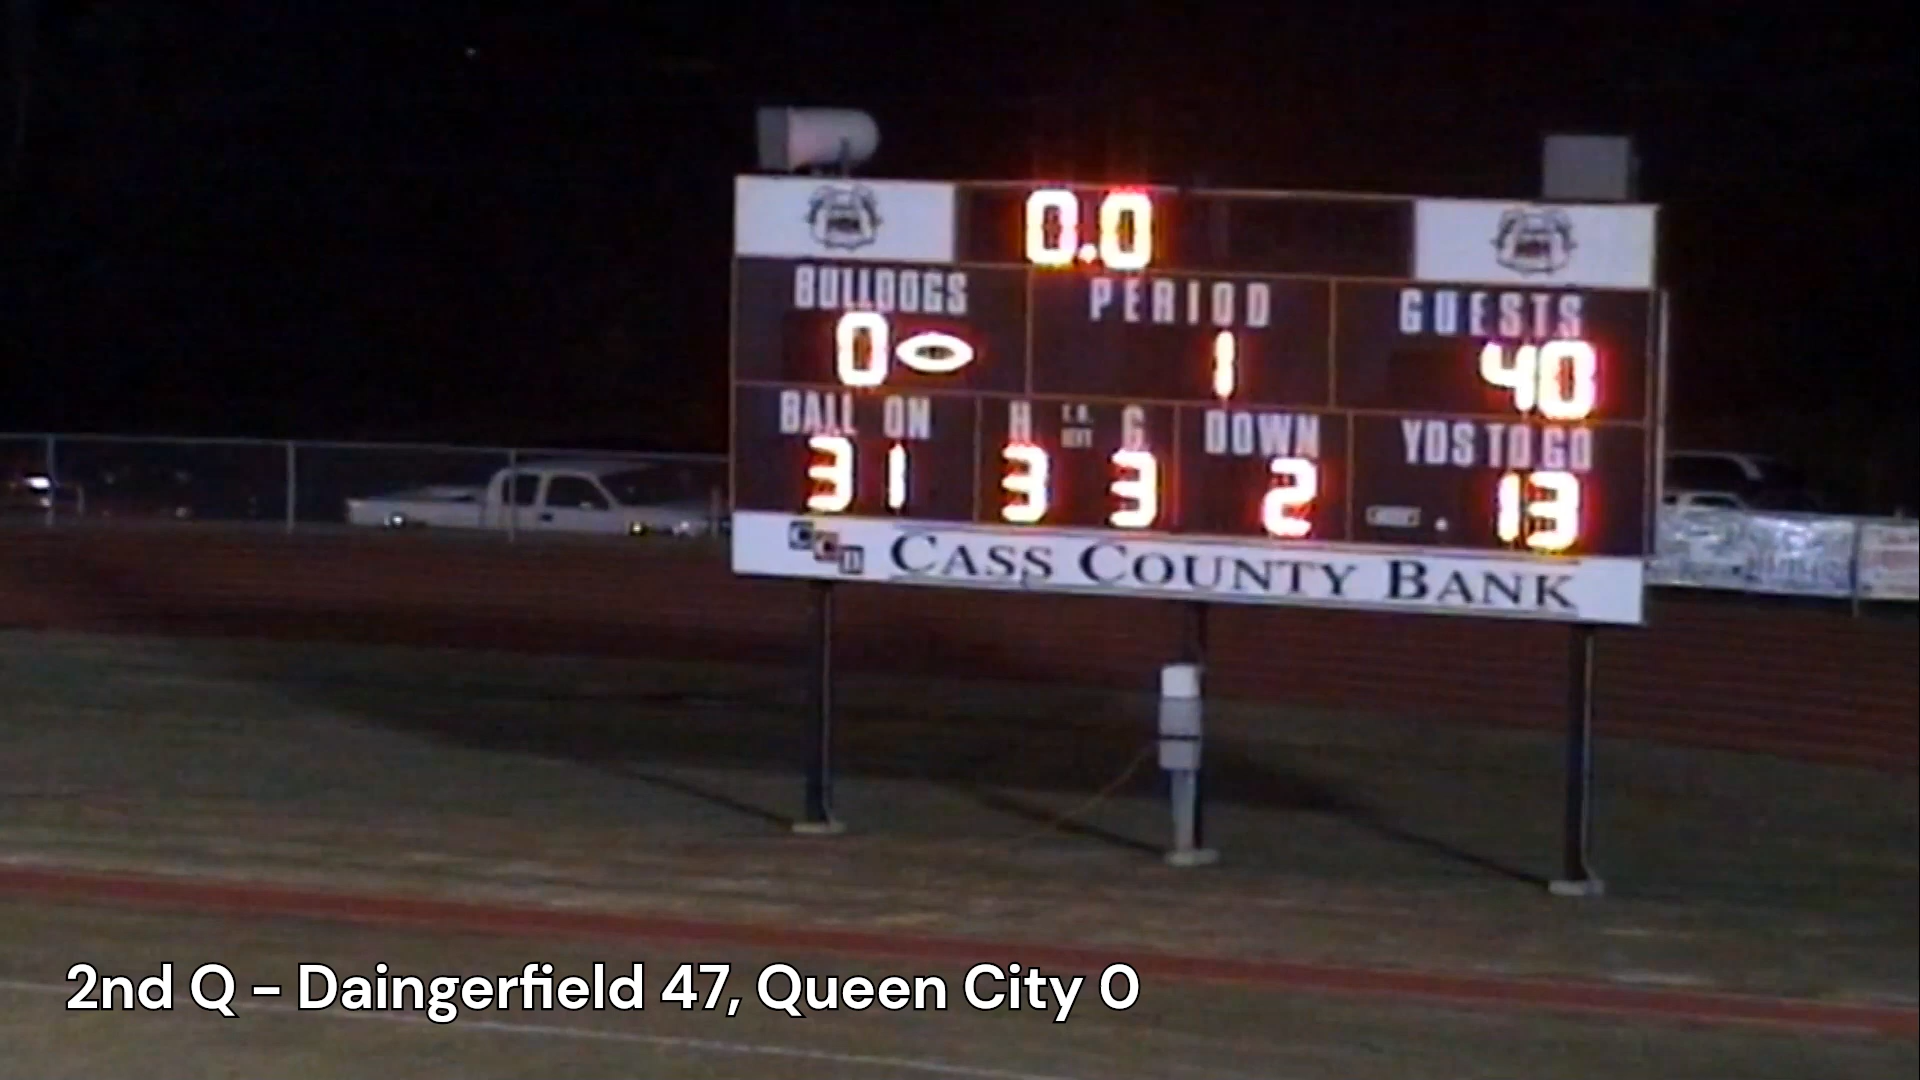 0.0
BULLDOGS PERIOD GUESTS
0 1 40
BALL ON H G DOWN YDS TO GO
31 3 3 2 13
CCB CASS COUNTY BANK
2nd Q – Daingerfield 47, Queen City 0